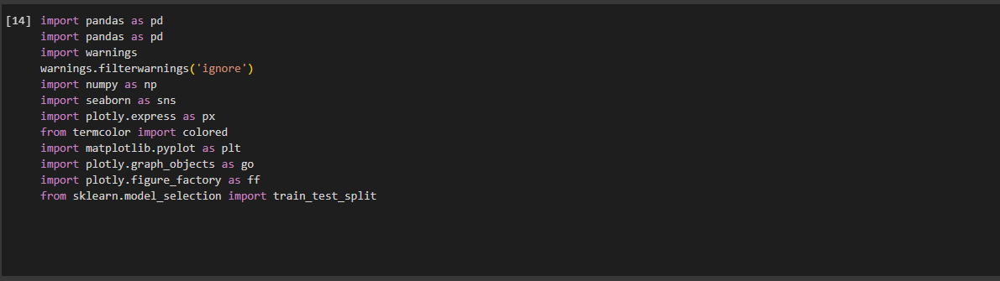 [14] import pandas as pd
import pandas as pd
import warnings
warnings.filterwarnings('ignore')
import numpy as np
import seaborn as sns
import plotly.express as px
from termcolor import colored
import matplotlib.pyplot as plt
import plotly.graph_objects as go
import plotly.figure_factory as ff
from sklearn.model_selection import train_test_split